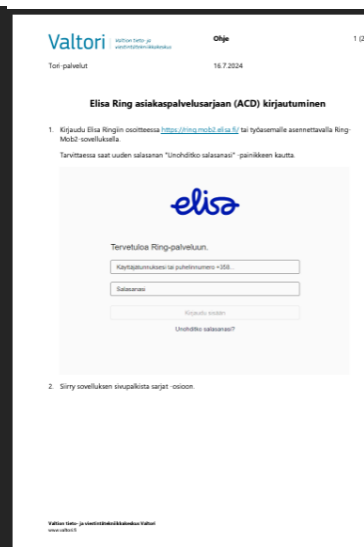 Valtori
Valtion tieto- ja
viestintätekniikkakeskus
Ohje
1 (2
Tori-palvelut
16.7.2024
Elisa Ring asiakaspalvelusarjaan (ACD) kirjautuminen
1. Kirjaudu Elisa Ringiin osoitteessa https://ring.mob2.elisa.fi/ tai työasemalle asennettavalla Ring-
Mob2-sovelluksella.
Tarvittaessa saat uuden salasanan "Unohditko salasanasi" -painikkeen kautta.
elisa
Tervetuloa Ring-palveluun.
Käyttäjätunnuksesi tai puhelinnumero +358...
Salasanasi
Kirjaudu sisään
Unohditko salasanasi?
2. Siirry sovelluksen sivupalkista sarjat -osioon.
Valtion tieto- ja viestintätekniikkakeskus Valtori
www.valtori.fi